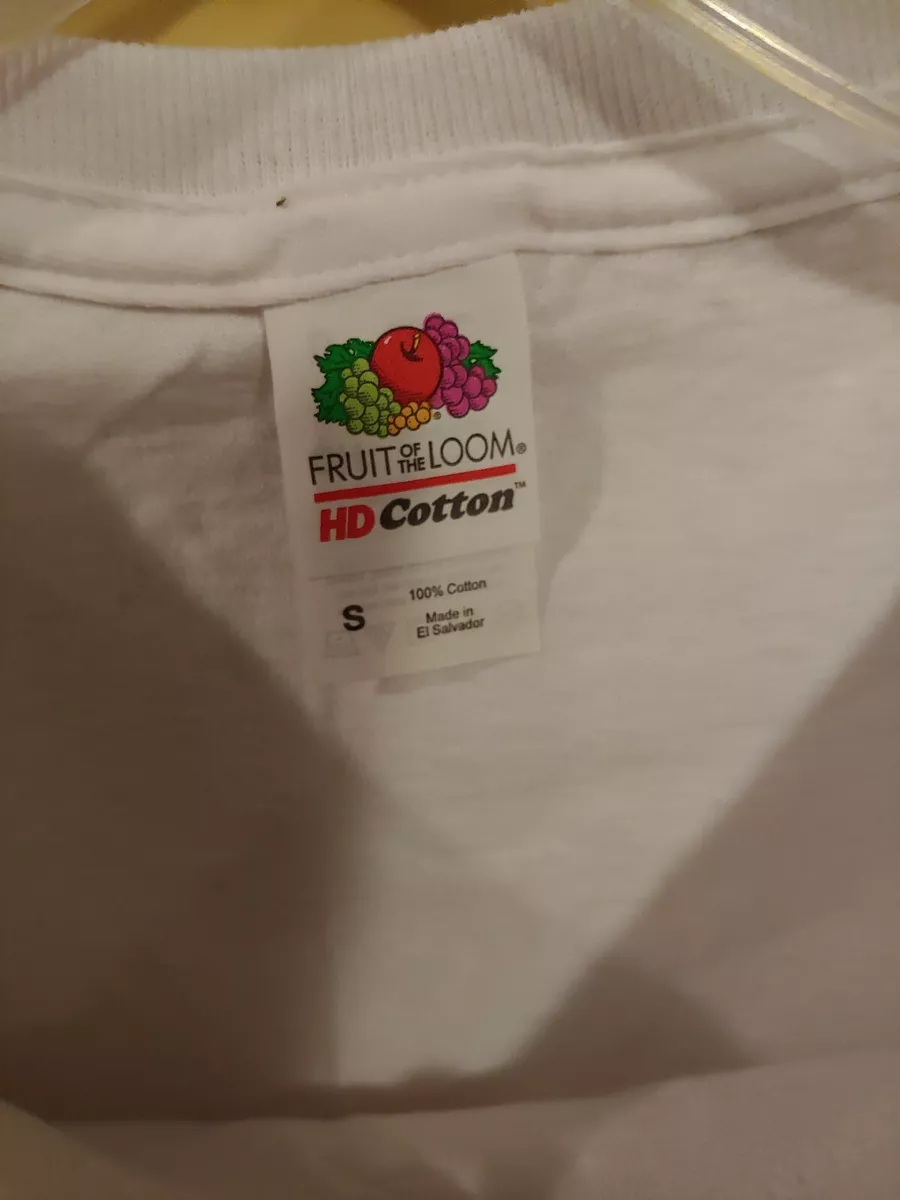 FRUIT OF THE LOOM®
HD Cotton™
100% Cotton
S
Made in
El Salvador